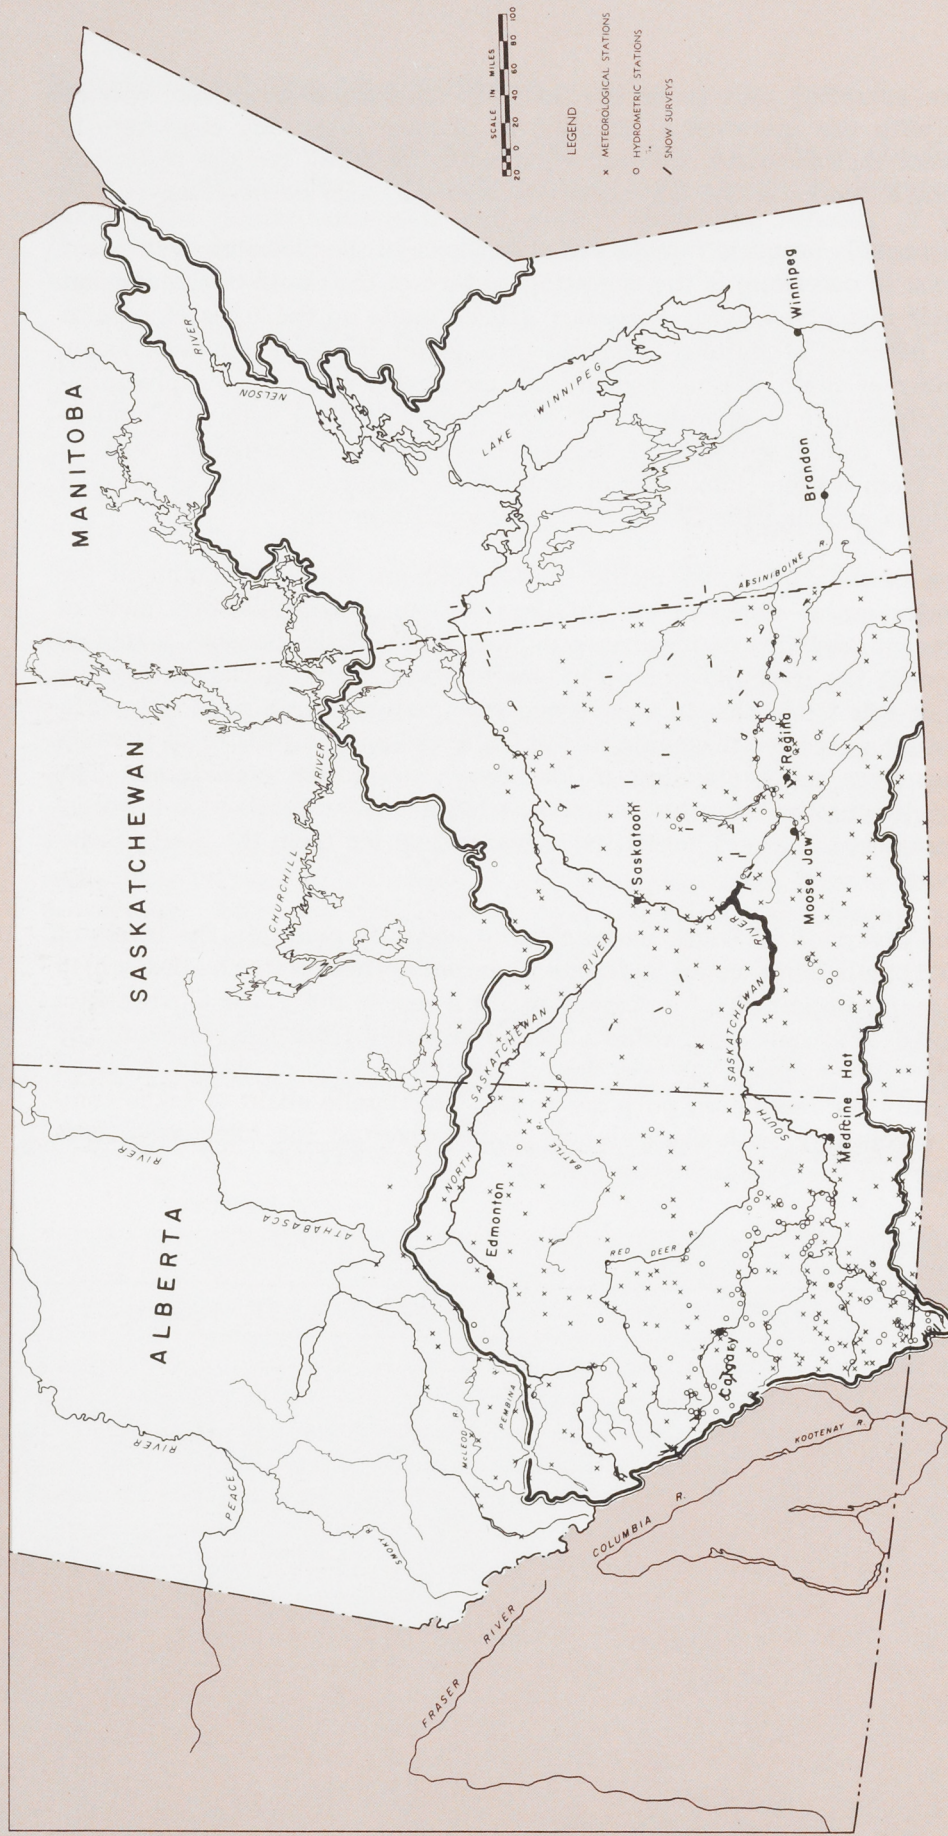 ALBERTA
SASKATCHEWAN
MANITOBA
PEACE
RIVER
SMOKY R.
ATHABASCA
RIVER
McLEOD R.
PEMBINA R.
CHURCHILL
RIVER
NELSON
RIVER
FRASER
RIVER
COLUMBIA
R.
KOOTENAY R.
Edmonton
NORTH
SASKATCHEWAN
RIVER
BATTLE R.
RED DEER R.
Calgary
SOUTH
SASKATCHEWAN
RIVER
Medicine Hat
Saskatoon
Moose Jaw
Regina
ASSINIBOINE R.
Brandon
Winnipeg
LAKE WINNIPEG
SCALE IN MILES
20 0 20 40 60 80 100
LEGEND
x METEOROLOGICAL STATIONS
o HYDROMETRIC STATIONS
/ SNOW SURVEYS